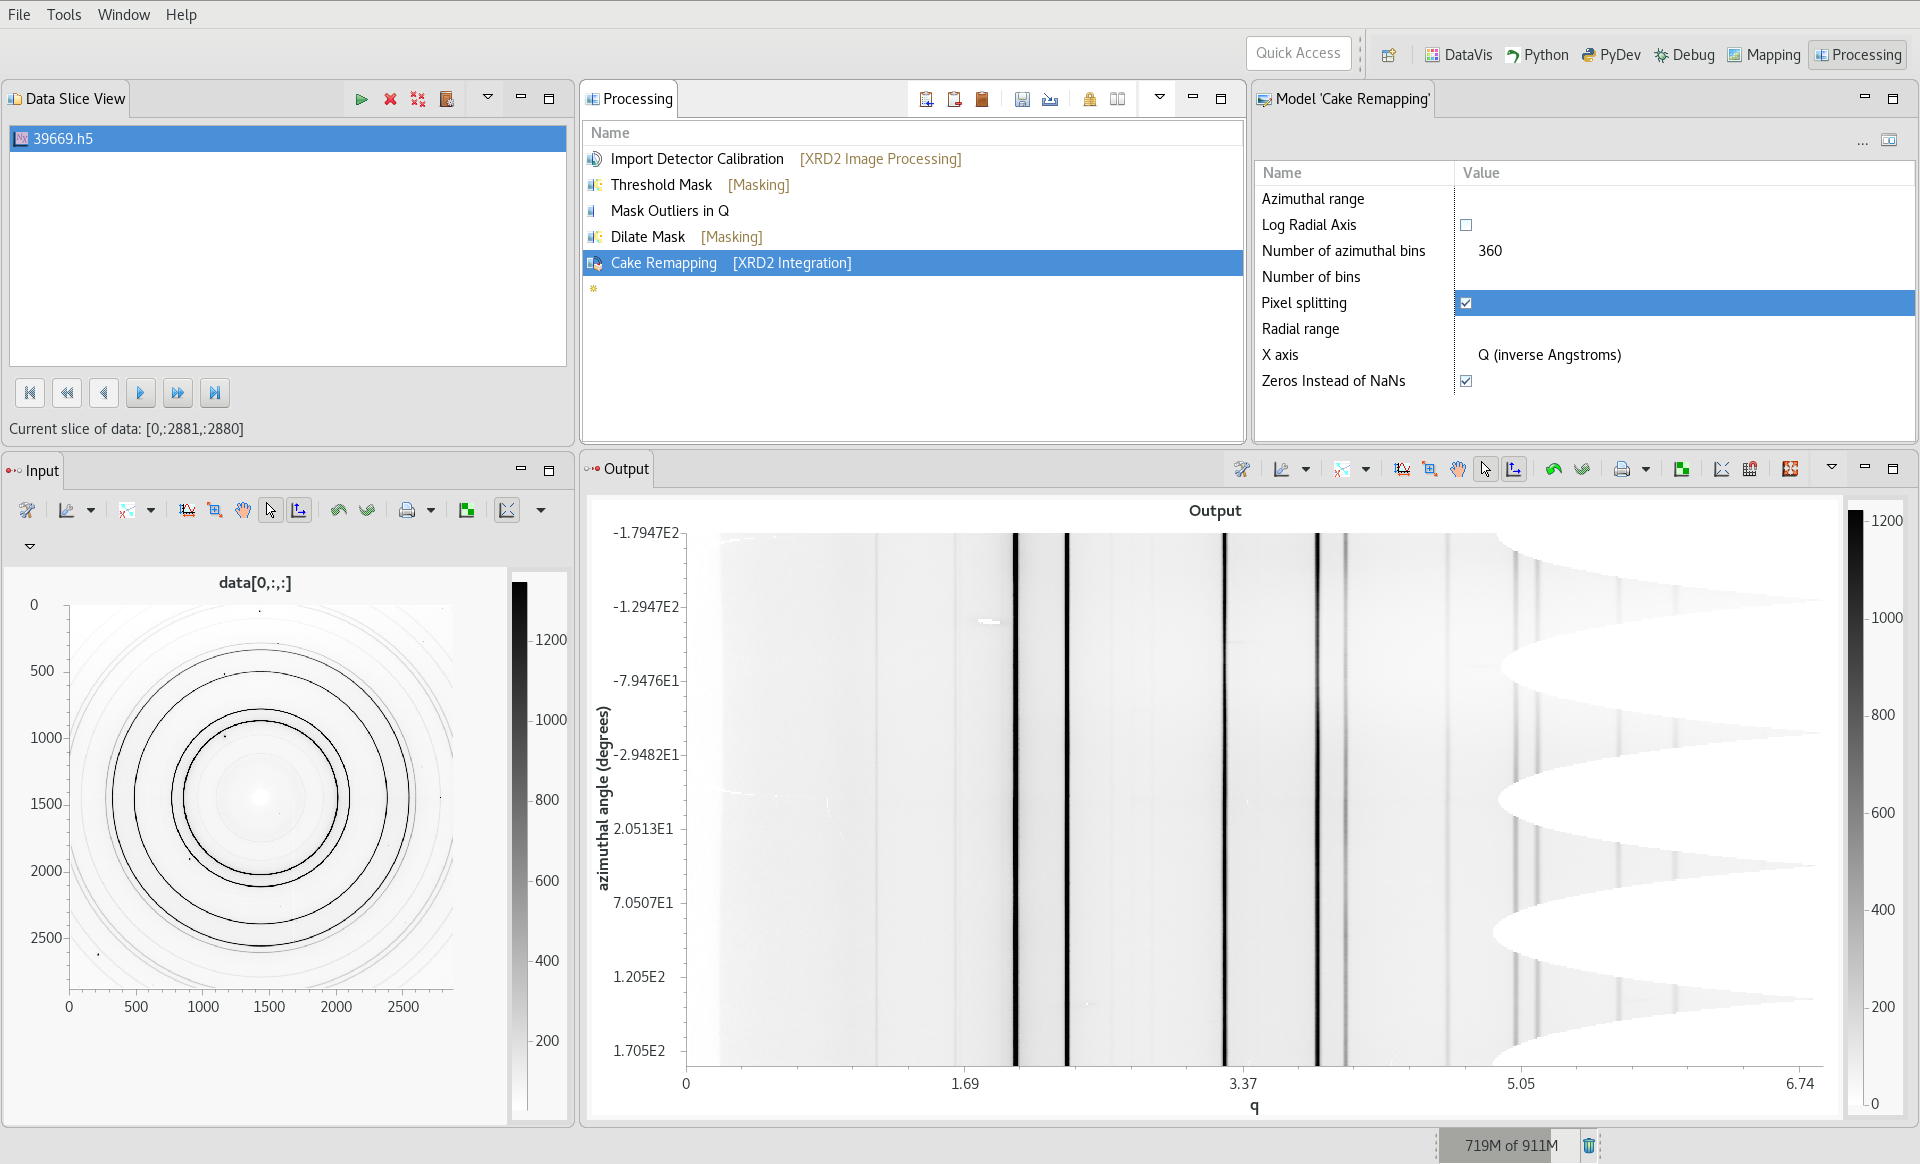 File Tools Window Help
Quick Access DataVis Python PyDev Debug Mapping Processing
Data Slice View
39669.h5
Current slice of data: [0,:2881,:2880]
Processing
Name
Import Detector Calibration [XRD2 Image Processing]
Threshold Mask [Masking]
Mask Outliers in Q
Dilate Mask [Masking]
Cake Remapping [XRD2 Integration]
Model 'Cake Remapping'
...
Name Value
Azimuthal range
Log Radial Axis
Number of azimuthal bins 360
Number of bins
Pixel splitting
Radial range
X axis Q (inverse Angstroms)
Zeros Instead of NaNs
Input
data[0,:,:]
0
500
1000
1500
2000
2500
0 500 1000 1500 2000 2500
1200
1000
800
600
400
200
Output
Output
azimuthal angle (degrees)
-1.7947E2
-1.2947E2
-7.9476E1
-2.9482E1
2.0513E1
7.0507E1
1.205E2
1.705E2
0 1.69 3.37 5.05 6.74
q
1200
1000
800
600
400
200
0
719M of 911M